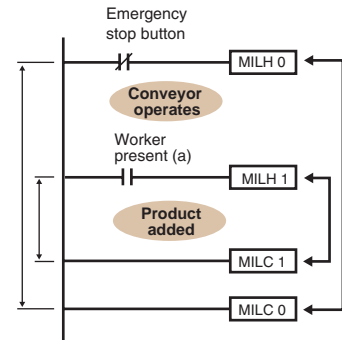 Emergency
stop button
MILH 0
Conveyor
operates
Worker
present (a)
MILH 1
Product
added
MILC 1
MILC 0